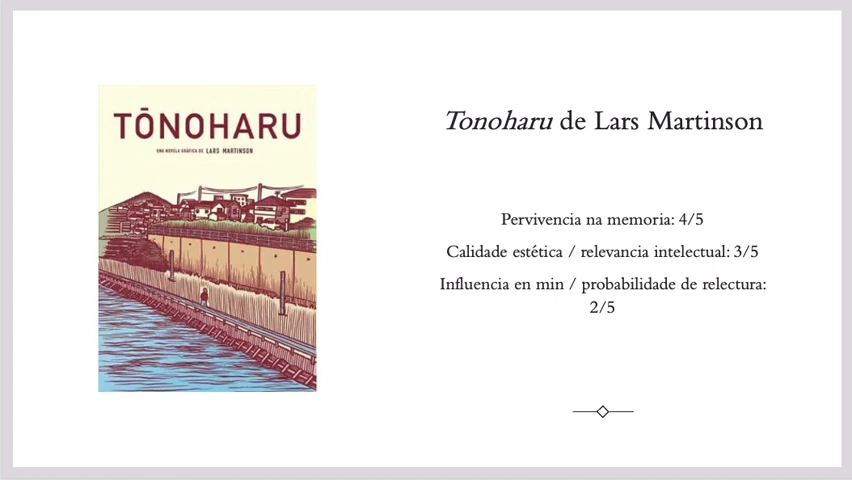 TŌNOHARU
UNA NOVELA GRÁFICA DE LARS MARTINSON
Tonoharu de Lars Martinson
Pervivencia na memoria: 4/5
Calidade estética / relevancia intelectual: 3/5
Influencia en min / probabilidade de relectura:
2/5